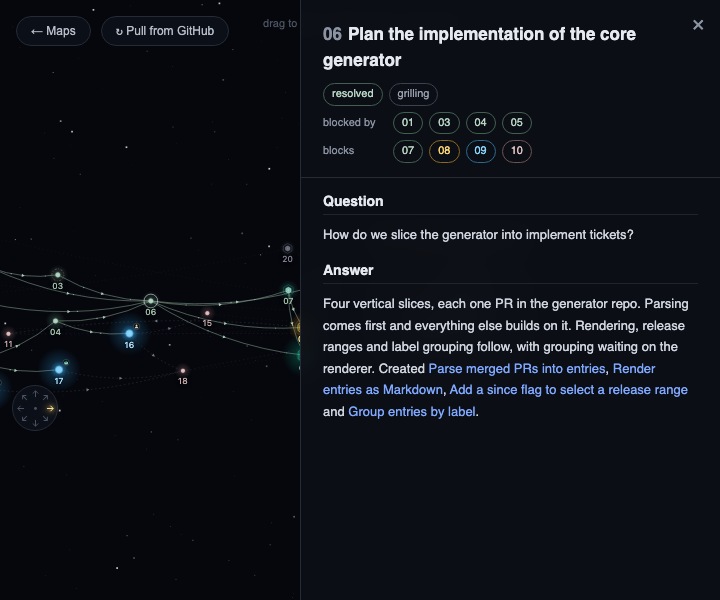 ← Maps
↻ Pull from GitHub
drag to
03
04
06
07
11
15
16
17
18
20
06 Plan the implementation of the core
generator
×
resolved
grilling
blocked by
01
03
04
05
blocks
07
08
09
10
Question
How do we slice the generator into implement tickets?
Answer
Four vertical slices, each one PR in the generator repo. Parsing
comes first and everything else builds on it. Rendering, release
ranges and label grouping follow, with grouping waiting on the
renderer. Created Parse merged PRs into entries, Render
entries as Markdown, Add a since flag to select a release range
and Group entries by label.